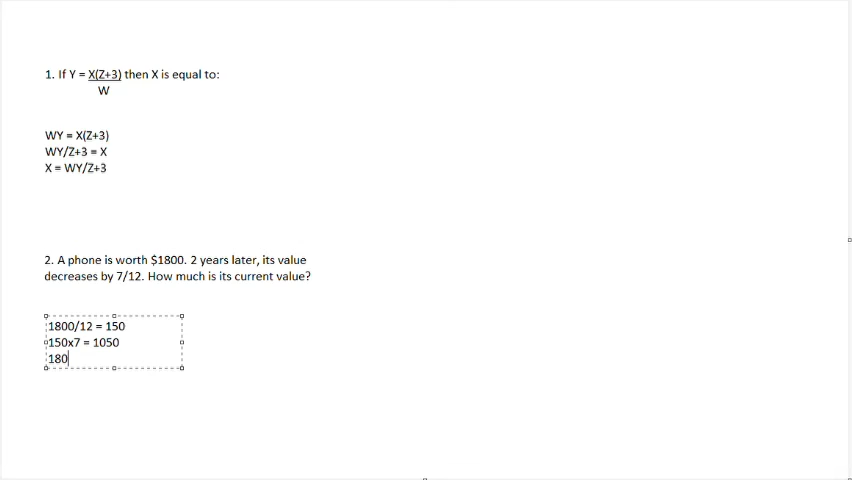 1. If Y = X(Z+3) then X is equal to:
W
WY = X(Z+3)
WY/Z+3 = X
X = WY/Z+3
2. A phone is worth $1800. 2 years later, its value
decreases by 7/12. How much is its current value?
1800/12 = 150
150x7 = 1050
180